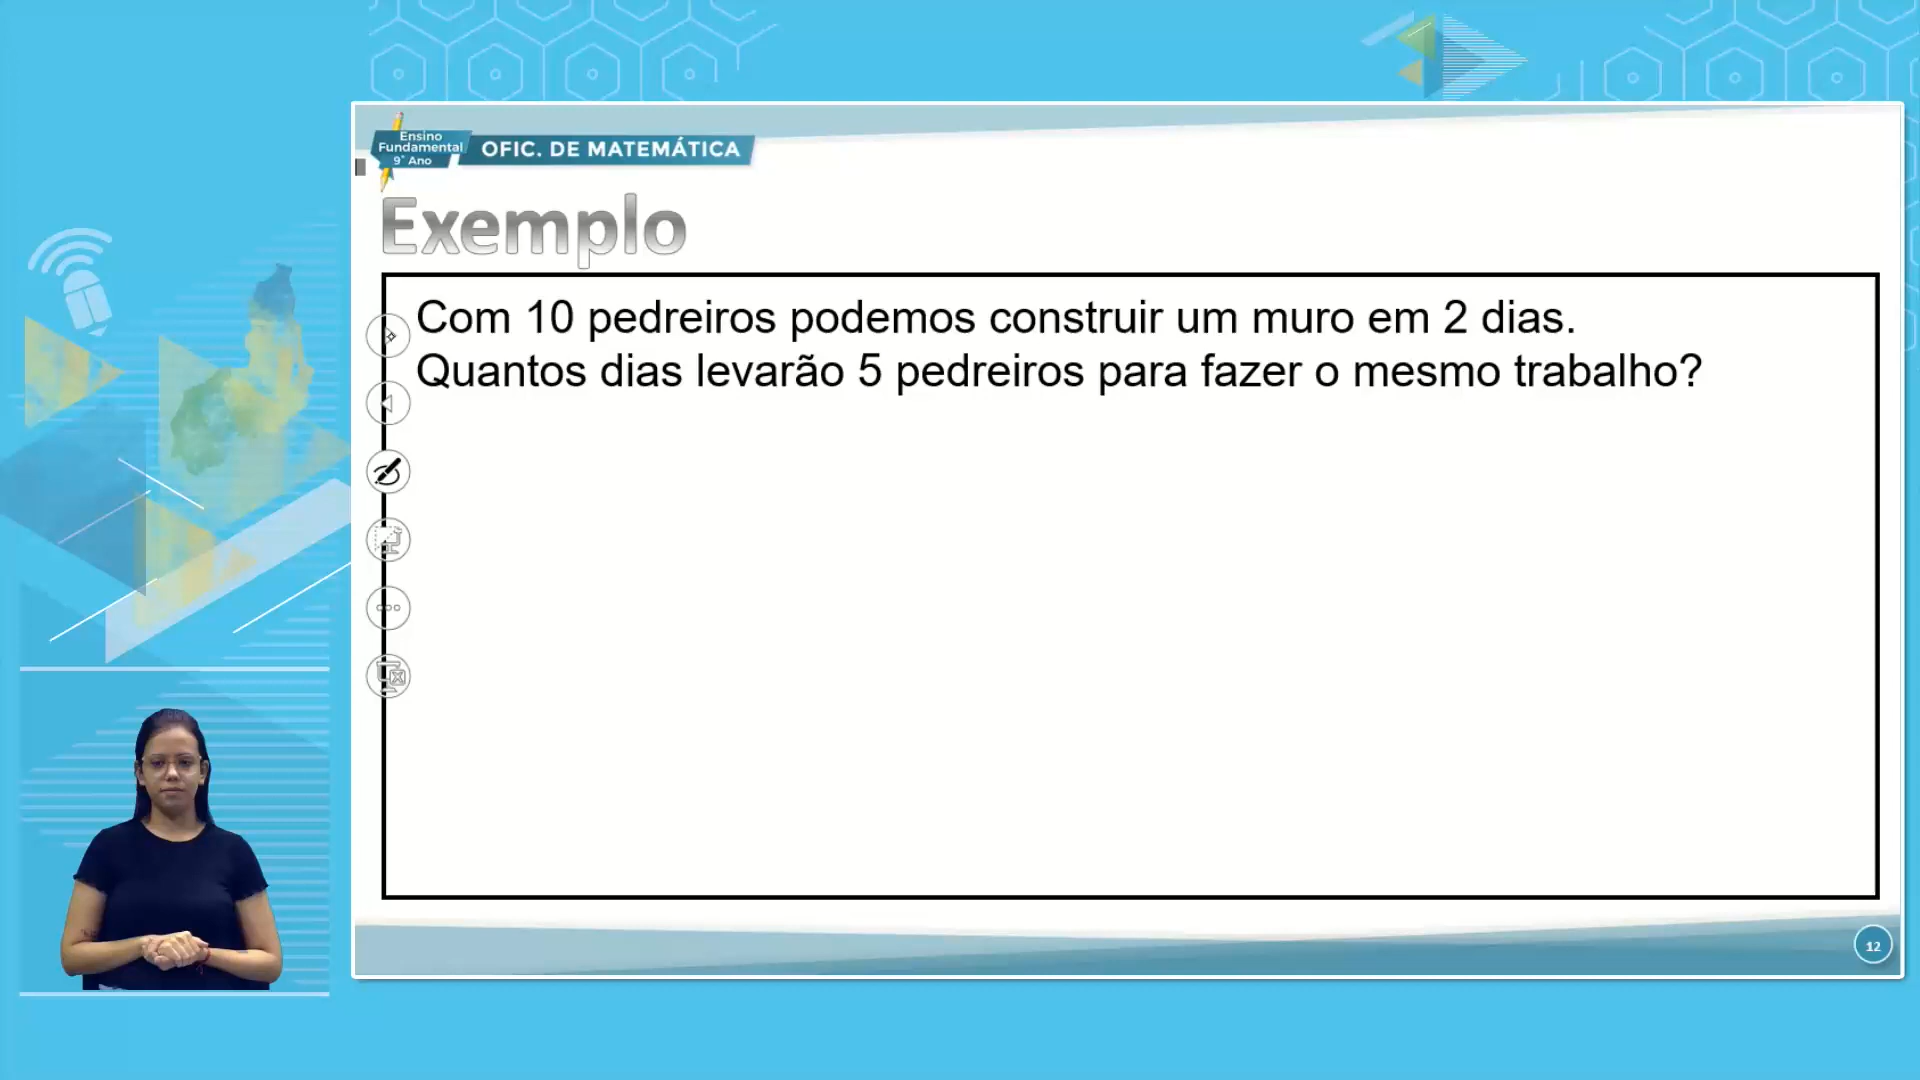 Ensino
Fundamental
9° Ano
OFIC. DE MATEMÁTICA
Exemplo
Com 10 pedreiros podemos construir um muro em 2 dias.
Quantos dias levarão 5 pedreiros para fazer o mesmo trabalho?
12